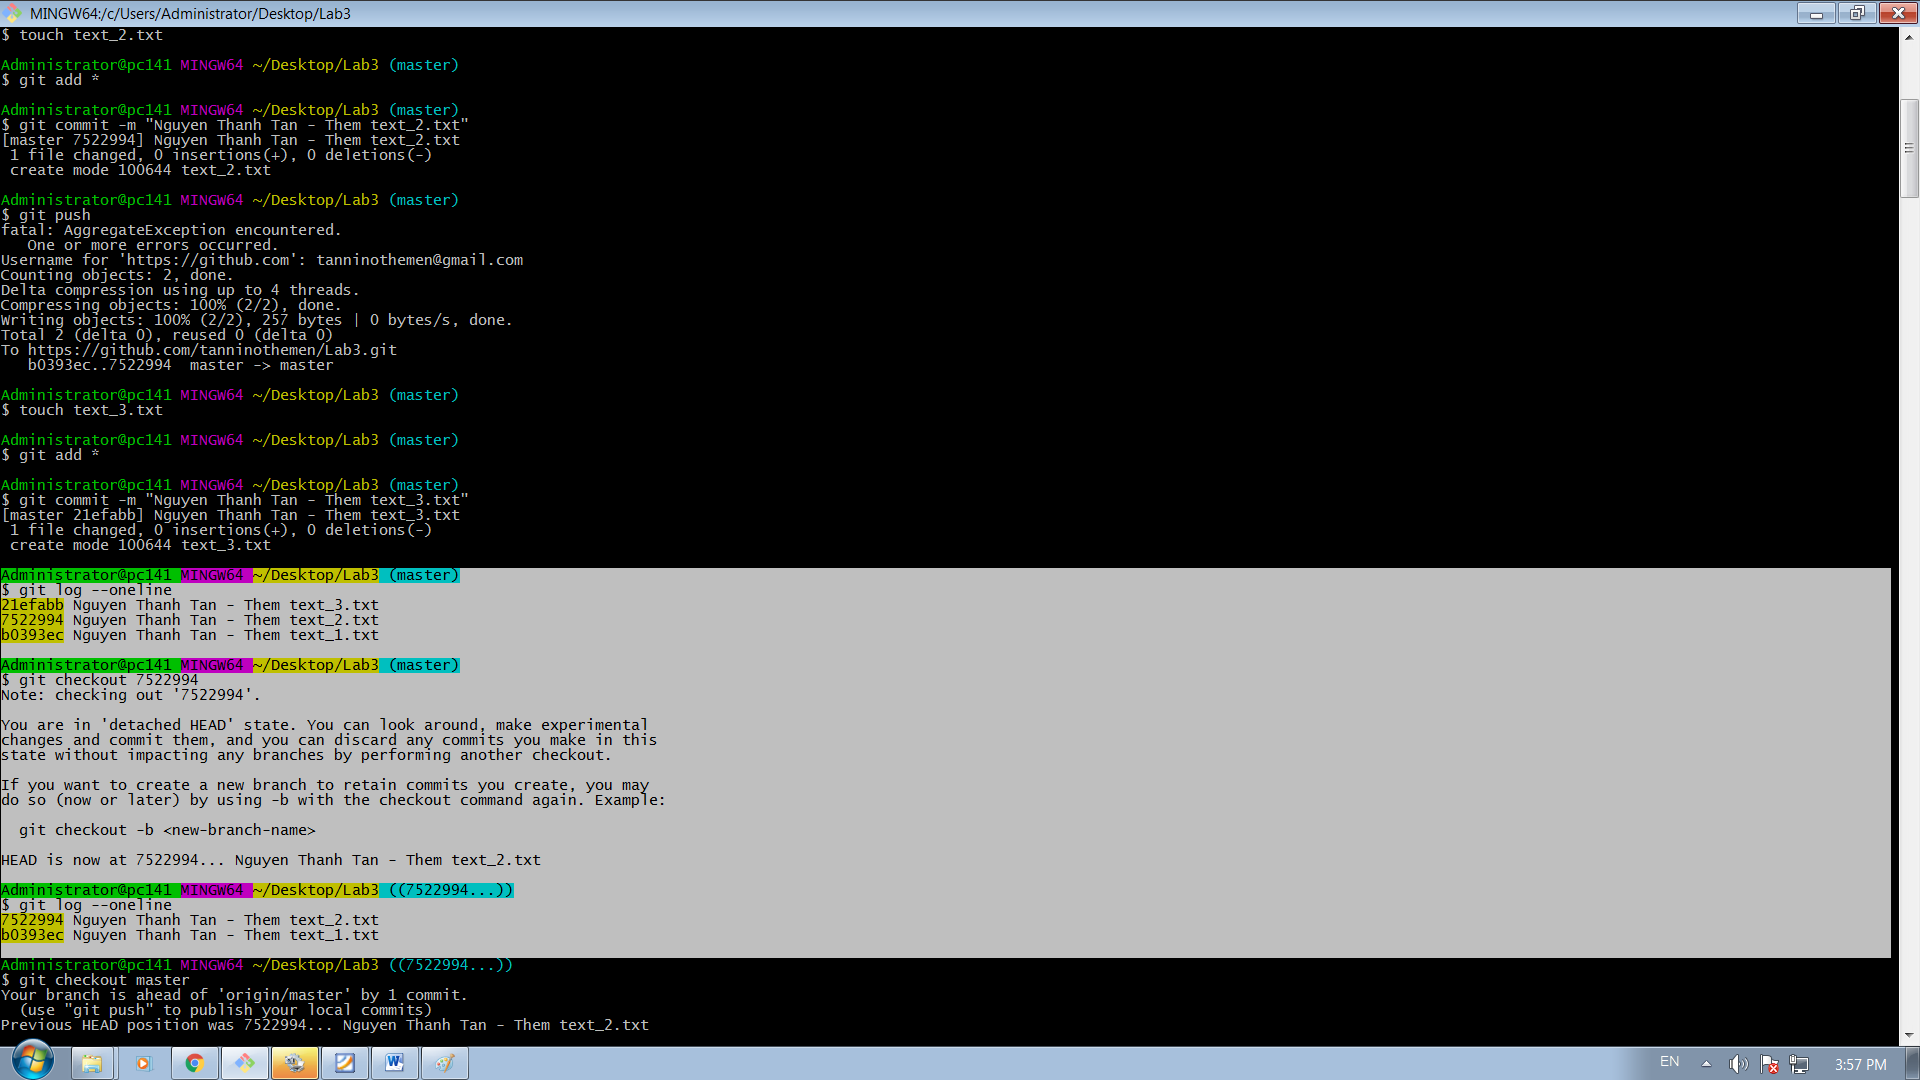 MINGW64:/c/Users/Administrator/Desktop/Lab3
$ touch text_2.txt
Administrator@pc141 MINGW64 ~/Desktop/Lab3 (master)
$ git add *
Administrator@pc141 MINGW64 ~/Desktop/Lab3 (master)
$ git commit -m "Nguyen Thanh Tan - Them text_2.txt"
[master 7522994] Nguyen Thanh Tan - Them text_2.txt
 1 file changed, 0 insertions(+), 0 deletions(-)
 create mode 100644 text_2.txt
Administrator@pc141 MINGW64 ~/Desktop/Lab3 (master)
$ git push
fatal: AggregateException encountered.
   One or more errors occurred.
Username for 'https://github.com': tanninothemen@gmail.com
Counting objects: 2, done.
Delta compression using up to 4 threads.
Compressing objects: 100% (2/2), done.
Writing objects: 100% (2/2), 257 bytes | 0 bytes/s, done.
Total 2 (delta 0), reused 0 (delta 0)
To https://github.com/tanninothemen/Lab3.git
   b0393ec..7522994  master -> master
Administrator@pc141 MINGW64 ~/Desktop/Lab3 (master)
$ touch text_3.txt
Administrator@pc141 MINGW64 ~/Desktop/Lab3 (master)
$ git add *
Administrator@pc141 MINGW64 ~/Desktop/Lab3 (master)
$ git commit -m "Nguyen Thanh Tan - Them text_3.txt"
[master 21efabb] Nguyen Thanh Tan - Them text_3.txt
 1 file changed, 0 insertions(+), 0 deletions(-)
 create mode 100644 text_3.txt
Administrator@pc141 MINGW64 ~/Desktop/Lab3 (master)
$ git log --oneline
21efabb Nguyen Thanh Tan - Them text_3.txt
7522994 Nguyen Thanh Tan - Them text_2.txt
b0393ec Nguyen Thanh Tan - Them text_1.txt
Administrator@pc141 MINGW64 ~/Desktop/Lab3 (master)
$ git checkout 7522994
Note: checking out '7522994'.
You are in 'detached HEAD' state. You can look around, make experimental
changes and commit them, and you can discard any commits you make in this
state without impacting any branches by performing another checkout.
If you want to create a new branch to retain commits you create, you may
do so (now or later) by using -b with the checkout command again. Example:
  git checkout -b <new-branch-name>
HEAD is now at 7522994... Nguyen Thanh Tan - Them text_2.txt
Administrator@pc141 MINGW64 ~/Desktop/Lab3 ((7522994...))
$ git log --oneline
7522994 Nguyen Thanh Tan - Them text_2.txt
b0393ec Nguyen Thanh Tan - Them text_1.txt
Administrator@pc141 MINGW64 ~/Desktop/Lab3 ((7522994...))
$ git checkout master
Your branch is ahead of 'origin/master' by 1 commit.
  (use "git push" to publish your local commits)
Previous HEAD position was 7522994... Nguyen Thanh Tan - Them text_2.txt
EN
3:57 PM